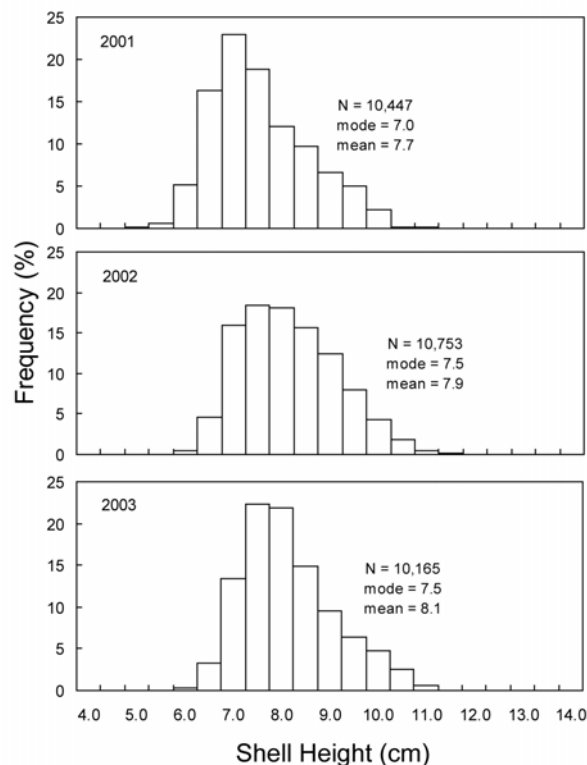 25
20
15
10
5
0
2001
N = 10,447
mode = 7.0
mean = 7.7
Frequency (%)
25
20
15
10
5
0
2002
N = 10,753
mode = 7.5
mean = 7.9
25
20
15
10
5
0
2003
N = 10,165
mode = 7.5
mean = 8.1
4.0 5.0 6.0 7.0 8.0 9.0 10.0 11.0 12.0 13.0 14.0
Shell Height (cm)